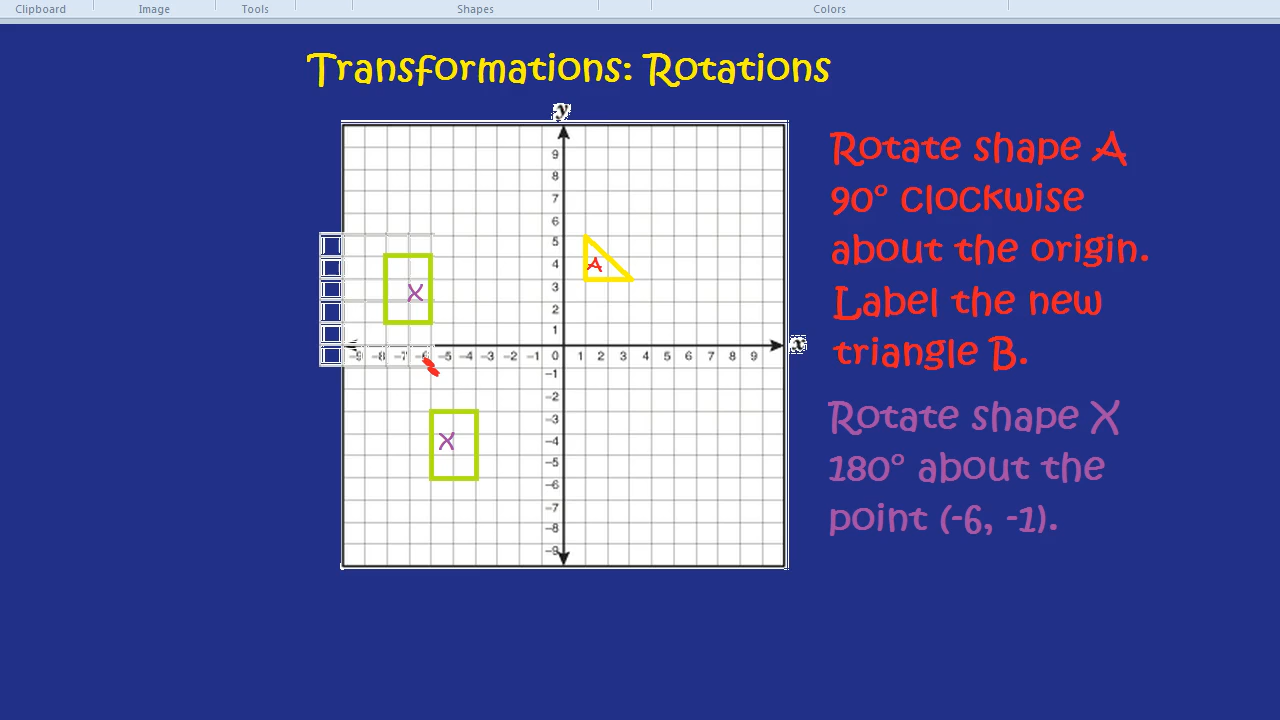 Clipboard Image Tools Shapes Colors
Transformations: Rotations
y
9
8
7
6
5
4
3
2
1
-9 -8 -7 -6 -5 -4 -3 -2 -1 0 1 2 3 4 5 6 7 8 9
x
-1
-2
-3
-4
-5
-6
-7
-8
-9
A
X
X
Rotate shape A
90° clockwise
about the origin.
Label the new
triangle B.
Rotate shape X
180° about the
point (-6, -1).